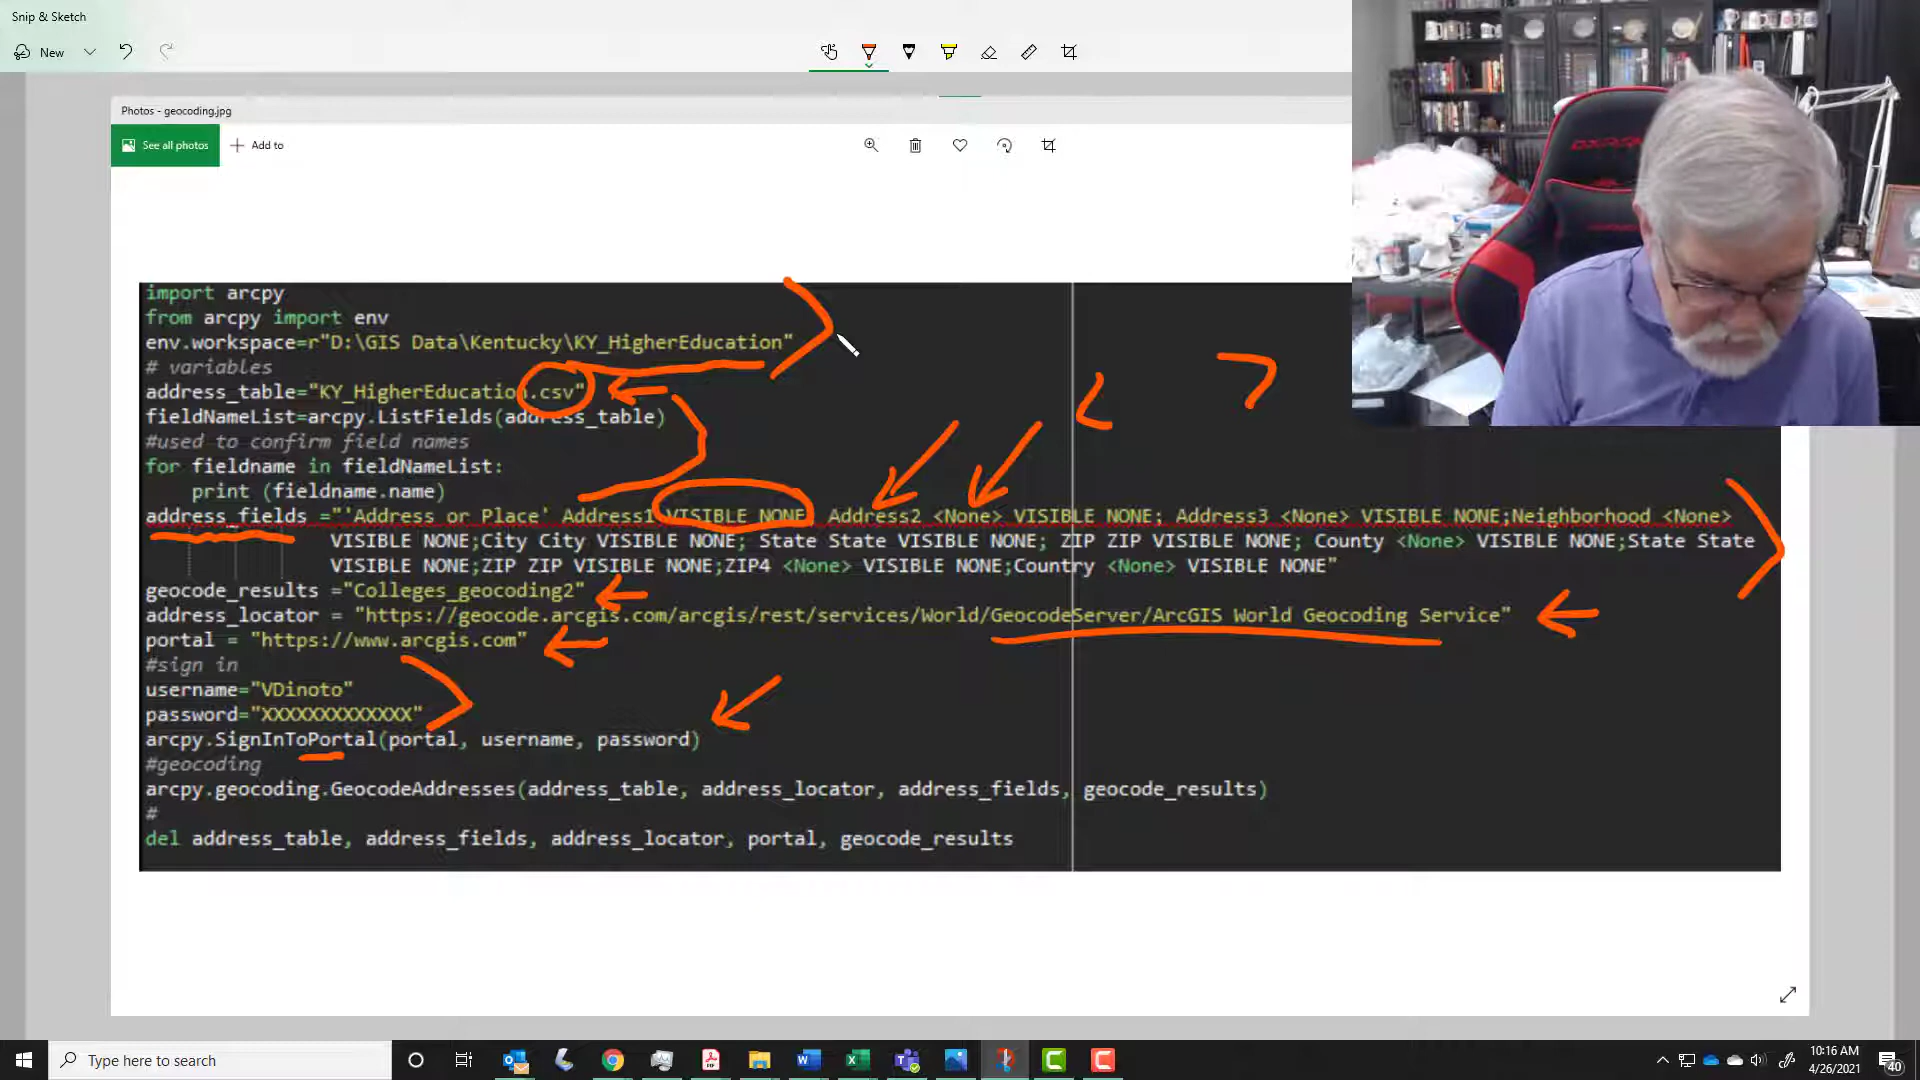 Snip & Sketch
New
Photos - geocoding.jpg
See all photos
Add to
import arcpy
from arcpy import env
env.workspace=r"D:\GIS Data\Kentucky\KY_HigherEducation"
# variables
address_table="KY_HigherEducation.csv"
fieldNameList=arcpy.ListFields(address_table)
#used to confirm field names
for fieldname in fieldNameList:
print (fieldname.name)
address_fields ="'Address or Place' Address1 VISIBLE NONE; Address2 <None> VISIBLE NONE; Address3 <None> VISIBLE NONE;Neighborhood <None>
VISIBLE NONE;City City VISIBLE NONE; State State VISIBLE NONE; ZIP ZIP VISIBLE NONE; County <None> VISIBLE NONE;State State
VISIBLE NONE;ZIP ZIP VISIBLE NONE;ZIP4 <None> VISIBLE NONE;Country <None> VISIBLE NONE"
geocode_results ="Colleges_geocoding2"
address_locator = "https://geocode.arcgis.com/arcgis/rest/services/World/GeocodeServer/ArcGIS World Geocoding Service"
portal = "https://www.arcgis.com"
#sign in
username="VDinoto"
password="XXXXXXXXXXXXX"
arcpy.SignInToPortal(portal, username, password)
#geocoding
arcpy.geocoding.GeocodeAddresses(address_table, address_locator, address_fields, geocode_results)
#
del address_table, address_fields, address_locator, portal, geocode_results
Type here to search
10:16 AM
4/26/2021
40